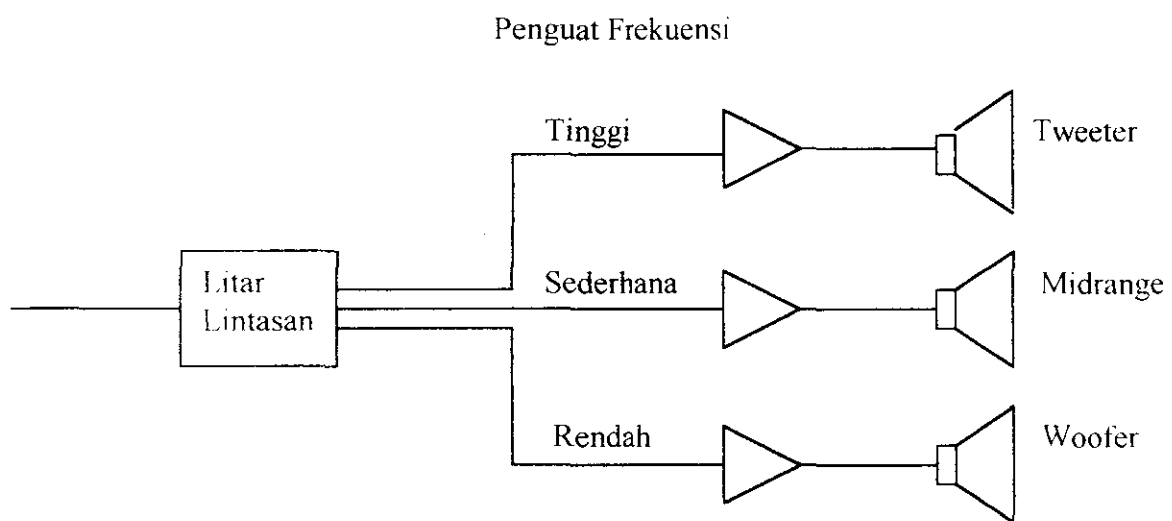 Penguat Frekuensi
Tinggi
Tweeter
Litar
Lintasan
Sederhana
Midrange
Rendah
Woofer